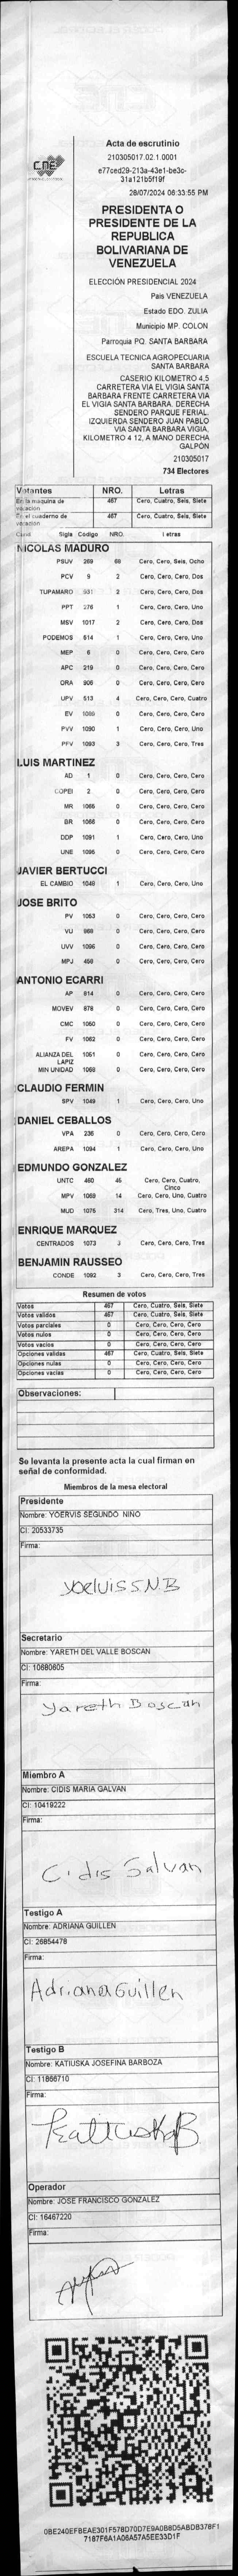 CNE
Acta de escrutinio
210305017.02.1.0001
e77ced29-213a-43e1-be3c-
31a121b5f19f
28/07/2024 06:33:55 PM
PRESIDENTA O
PRESIDENTE DE LA
REPUBLICA
BOLIVARIANA DE
VENEZUELA
ELECCIÓN PRESIDENCIAL 2024
Pais VENEZUELA
Estado EDO. ZULIA
Municipio MP. COLON
Parroquia PQ. SANTA BARBARA
ESCUELA TECNICA AGROPECUARIA
SANTA BARBARA
CASERIO KILOMETRO 4,5
CARRETERA VIA EL VIGIA SANTA
BARBARA FRENTE CARRETERA VIA
EL VIGIA SANTA BARBARA. DERECHA
SENDERO PARQUE FERIAL.
IZQUIERDA SENDERO JUAN PABLO
VIA SANTA BARBARA VIGIA.
KILOMETRO 4 12, A MANO DERECHA
GALPÓN
210305017
734 Electores
Votantes NRO. Letras
En la maquina de votación 467 Cero, Cuatro, Seis, Siete
En el cuaderno de votación 467 Cero, Cuatro, Seis, Siete
Cand Sigla Codigo NRO. Letras
NICOLAS MADURO
PSUV 269 68 Cero, Cero, Seis, Ocho
PCV 9 2 Cero, Cero, Cero, Dos
TUPAMARO 931 2 Cero, Cero, Cero, Dos
PPT 376 1 Cero, Cero, Cero, Uno
MSV 1017 2 Cero, Cero, Cero, Dos
PODEMOS 614 1 Cero, Cero, Cero, Uno
MEP 6 0 Cero, Cero, Cero, Cero
APC 219 0 Cero, Cero, Cero, Cero
ORA 906 0 Cero, Cero, Cero, Cero
UPV 513 4 Cero, Cero, Cero, Cuatro
EV 1089 0 Cero, Cero, Cero, Cero
PVV 1090 1 Cero, Cero, Cero, Uno
PFV 1093 3 Cero, Cero, Cero, Tres
LUIS MARTINEZ
AD 1 0 Cero, Cero, Cero, Cero
COPEI 2 0 Cero, Cero, Cero, Cero
MR 1066 0 Cero, Cero, Cero, Cero
BR 0 Cero, Cero, Cero, Cero
DDP 1091 1 Cero, Cero, Cero, Uno
UNE 0 Cero, Cero, Cero, Cero
JAVIER BERTUCCI
EL CAMBIO 1048 1 Cero, Cero, Cero, Uno
JOSE BRITO
PV 1053 0 Cero, Cero, Cero, Cero
VU 969 0 Cero, Cero, Cero, Cero
UVV 1096 0 Cero, Cero, Cero, Cero
MPJ 458 0 Cero, Cero, Cero, Cero
ANTONIO ECARRI
AP 814 0 Cero, Cero, Cero, Cero
MOVEV 878 0 Cero, Cero, Cero, Cero
CMC 1050 0 Cero, Cero, Cero, Cero
FV 1062 0 Cero, Cero, Cero, Cero
ALIANZA DEL LAPIZ 1051 0 Cero, Cero, Cero, Cero
MIN UNIDAD 1068 0 Cero, Cero, Cero, Cero
CLAUDIO FERMIN
SPV 1049 1 Cero, Cero, Cero, Uno
DANIEL CEBALLOS
VPA 236 0 Cero, Cero, Cero, Cero
AREPA 1094 1 Cero, Cero, Cero, Uno
EDMUNDO GONZALEZ
UNTC 460 45 Cero, Cero, Cuatro, Cinco
MPV 1069 14 Cero, Cero, Uno, Cuatro
MUD 1075 314 Cero, Tres, Uno, Cuatro
ENRIQUE MARQUEZ
CENTRADOS 1073 3 Cero, Cero, Cero, Tres
BENJAMIN RAUSSEO
CONDE 1092 3 Cero, Cero, Cero, Tres
Resumen de votos
Votos 467 Cero, Cuatro, Seis, Siete
Votos validos 467 Cero, Cuatro, Seis, Siete
Votos parciales 0 Cero, Cero, Cero, Cero
Votos nulos 0 Cero, Cero, Cero, Cero
Votos vacios 0 Cero, Cero, Cero, Cero
Opciones validas 467 Cero, Cuatro, Seis, Siete
Opciones nulas 0 Cero, Cero, Cero, Cero
Opciones vacias 0 Cero, Cero, Cero, Cero
Observaciones:
Se levanta la presente acta la cual firman en
señal de conformidad.
Miembros de la mesa electoral
Presidente
Nombre: YOERVIS SEGUNDO NINO
CI: 20533735
Firma:
Yoelvis S N.B
Secretario
Nombre: YARETH DEL VALLE BOSCAN
CI: 10680605
Firma:
Yareth Boscan
Miembro A
Nombre: CIDIS MARIA GALVAN
CI: 10419222
Firma:
Cidis Galvan
Testigo A
Nombre: ADRIANA GUILLEN
CI: 26854478
Firma:
Adriana Guillen
Testigo B
Nombre: KATIUSKA JOSEFINA BARBOZA
CI: 11866710
Firma:
KatiuskaB
Operador
Nombre: JOSE FRANCISCO GONZALEZ
CI: 16467220
Firma:
0BE240EFBEAE301F578D70D7E9A0B8D5ABDB378F1
7187F6A1A06A57A5EE33D1F